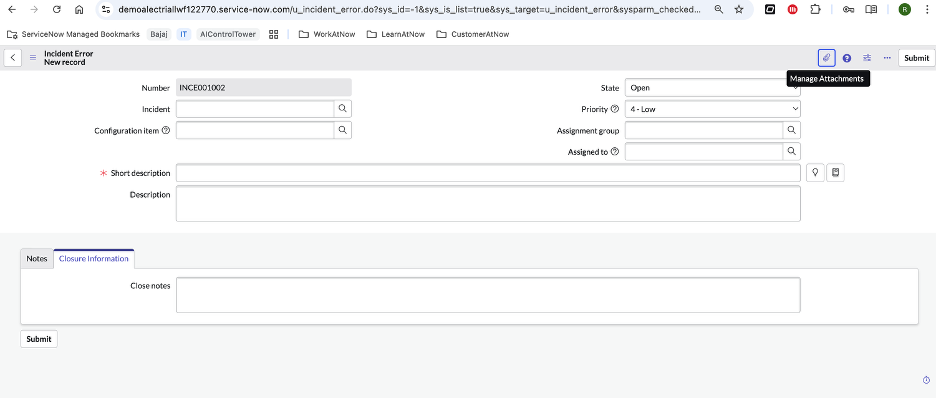 demoalectriallwf122770.service-now.com/u_incident_error.do?sys_id=-1&sys_is_list=true&sys_target=u_incident_error&sysparm_checked...
R
ServiceNow Managed Bookmarks Bajaj IT AIControlTower WorkAtNow LearnAtNow CustomerAtNow
Incident Error
New record
Submit
Manage Attachments
Number INCE001002
State Open
Incident
Priority 4 - Low
Configuration item
Assignment group
Assigned to
* Short description
Description
Notes Closure Information
Close notes
Submit